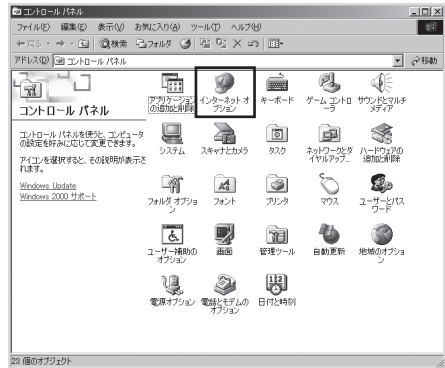 コントロール パネル
ファイル(F) 編集(E) 表示(V) お気に入り(A) ツール(T) ヘルプ(H)
戻る 検索 フォルダ
アドレス(D) コントロール パネル 移動
コントロール パネル
コントロール パネルを使うと、コンピュータ
の設定を好みに応じて変更できます。
アイコンを選択すると、その説明が表示さ
れます。
Windows Update
Windows 2000 サポート
アプリケーション
の追加と削除
インターネット オ
プション
キーボード
ゲーム コントロ
ーラ
サウンドとマルチ
メディア
システム
スキャナとカメラ
タスク
ネットワークとダ
イヤルアップ...
ハードウェアの
追加と削除
フォルダ オプショ
ン
フォント
プリンタ
マウス
ユーザーとパス
ワード
ユーザー補助の
オプション
画面
管理ツール
自動更新
地域のオプショ
ン
電源オプション
電話とモデムの
オプション
日付と時刻
23 個のオブジェクト